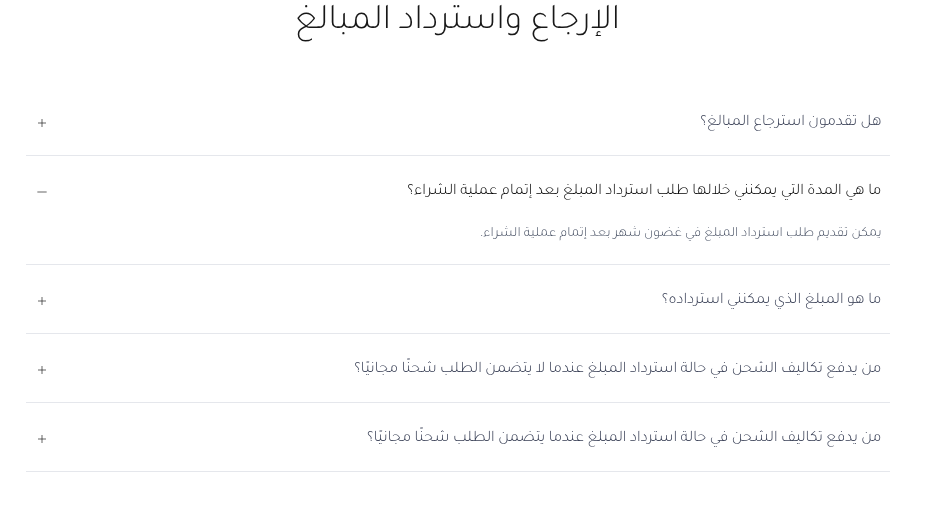 الإرجاع واسترداد المبالغ
هل تقدمون استرجاع المبالغ؟
ما هي المدة التي يمكنني خلالها طلب استرداد المبلغ بعد إتمام عملية الشراء؟
يمكن تقديم طلب استرداد المبلغ في غضون شهر بعد إتمام عملية الشراء.
ما هو المبلغ الذي يمكنني استرداده؟
من يدفع تكاليف الشحن في حالة استرداد المبلغ عندما لا يتضمن الطلب شحنًا مجانيًا؟
من يدفع تكاليف الشحن في حالة استرداد المبلغ عندما يتضمن الطلب شحنًا مجانيًا؟